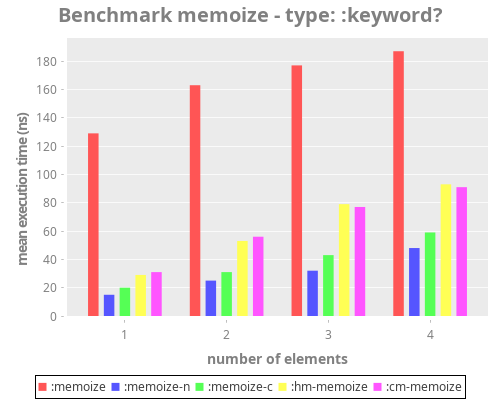 Benchmark memoize - type: :keyword?
mean execution time (ns)
180
160
140
120
100
80
60
40
20
0
1 2 3 4
number of elements
:memoize :memoize-n :memoize-c :hm-memoize :cm-memoize